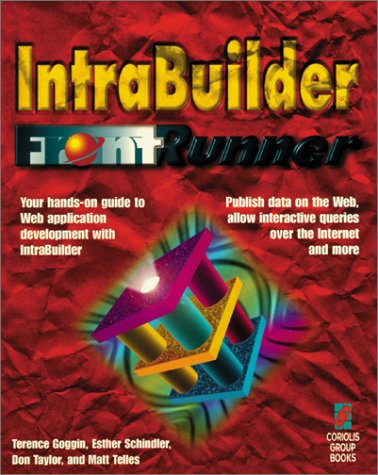 IntraBuilder
FrontRunner
Your hands-on guide to
Web application
development with
IntraBuilder
Publish data on the Web,
allow interactive queries
over the Internet
and more
Terence Goggin, Esther Schindler,
Don Taylor, and Matt Telles
CORIOLIS
GROUP
BOOKS